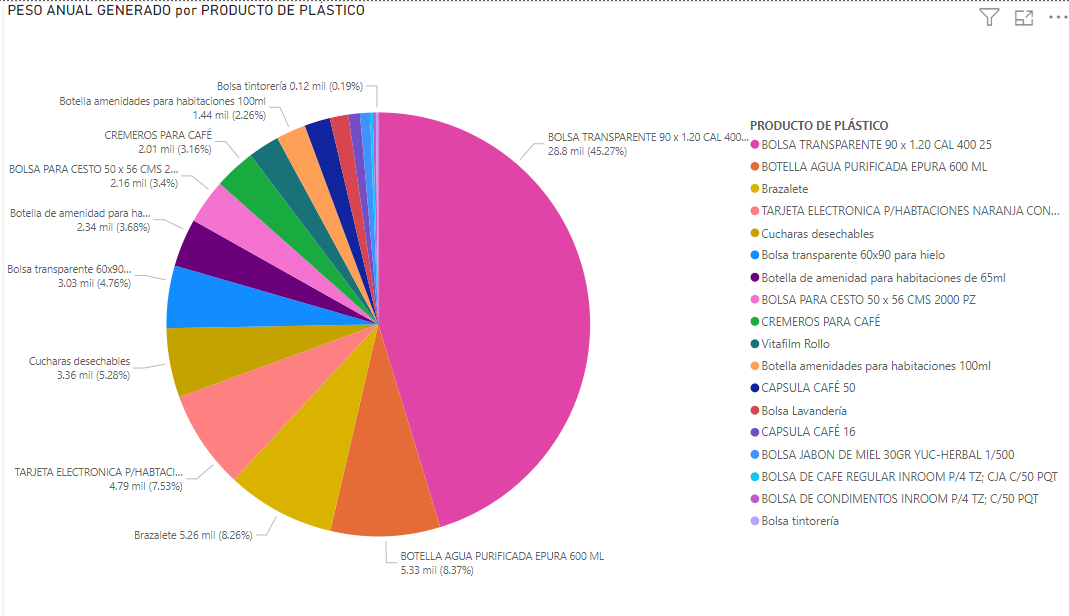 PESO ANUAL GENERADO por PRODUCTO DE PLÁSTICO
Bolsa tintorería 0.12 mil (0.19%)
Botella amenidades para habitaciones 100ml
1.44 mil (2.26%)
CREMEROS PARA CAFÉ
2.01 mil (3.16%)
BOLSA PARA CESTO 50 x 56 CMS 2...
2.16 mil (3.4%)
Botella de amenidad para ha...
2.34 mil (3.68%)
Bolsa transparente 60x90...
3.03 mil (4.76%)
Cucharas desechables
3.36 mil (5.28%)
TARJETA ELECTRONICA P/HABTACI...
4.79 mil (7.53%)
Brazalete 5.26 mil (8.26%)
BOTELLA AGUA PURIFICADA EPURA 600 ML
5.33 mil (8.37%)
BOLSA TRANSPARENTE 90 x 1.20 CAL 400...
28.8 mil (45.27%)
PRODUCTO DE PLÁSTICO
BOLSA TRANSPARENTE 90 x 1.20 CAL 400 25
BOTELLA AGUA PURIFICADA EPURA 600 ML
Brazalete
TARJETA ELECTRONICA P/HABTACIONES NARANJA CON...
Cucharas desechables
Bolsa transparente 60x90 para hielo
Botella de amenidad para habitaciones de 65ml
BOLSA PARA CESTO 50 x 56 CMS 2000 PZ
CREMEROS PARA CAFÉ
Vitafilm Rollo
Botella amenidades para habitaciones 100ml
CAPSULA CAFÉ 50
Bolsa Lavandería
CAPSULA CAFÉ 16
BOLSA JABON DE MIEL 30GR YUC-HERBAL 1/500
BOLSA DE CAFE REGULAR INROOM P/4 TZ; CJA C/50 PQT
BOLSA DE CONDIMENTOS INROOM P/4 TZ; C/50 PQT
Bolsa tintorería